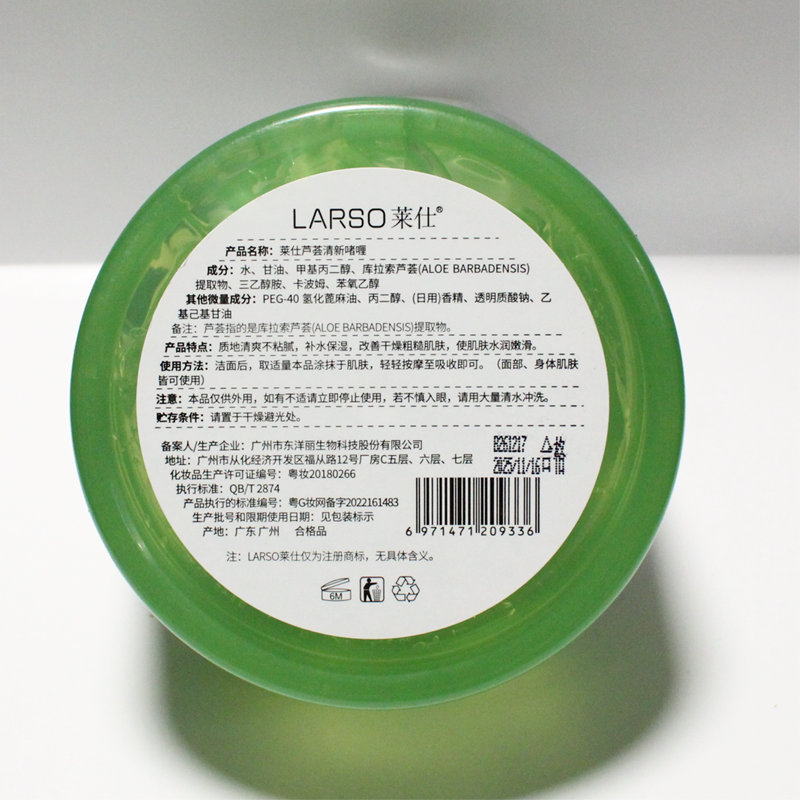 LARSO 莱仕®
产品名称：莱仕芦荟清新啫喱
成分：水、甘油、甲基丙二醇、库拉索芦荟(ALOE BARBADENSIS)
提取物、三乙醇胺、卡波姆、苯氧乙醇
其他微量成分：PEG-40 氢化蓖麻油、丙二醇、(日用)香精、透明质酸钠、乙
基己基甘油
备注：芦荟指的是库拉索芦荟(ALOE BARBADENSIS)提取物。
产品特点：质地清爽不粘腻，补水保湿，改善干燥粗糙肌肤，使肌肤水润嫩滑。
使用方法：洁面后，取适量本品涂抹于肌肤，轻轻按摩至吸收即可。（面部、身体肌肤
皆可使用）
注意：本品仅供外用，如有不适请立即停止使用，若不慎入眼，请用大量清水冲洗。
贮存条件：请置于干燥避光处。
备案人/生产企业：广州市东洋丽生物科技股份有限公司
地址：广州市从化经济开发区福从路12号厂房C五层、六层、七层
化妆品生产许可证编号：粤妆20180266
执行标准：QB/T 2874
产品执行的标准编号：粤G妆网备字2022161483
生产批号和限期使用日期：见包装标示
产地：广东 广州 合格品
2025/11/16日
6 971471 209336
注：LARSO莱仕仅为注册商标，无具体含义。
6M